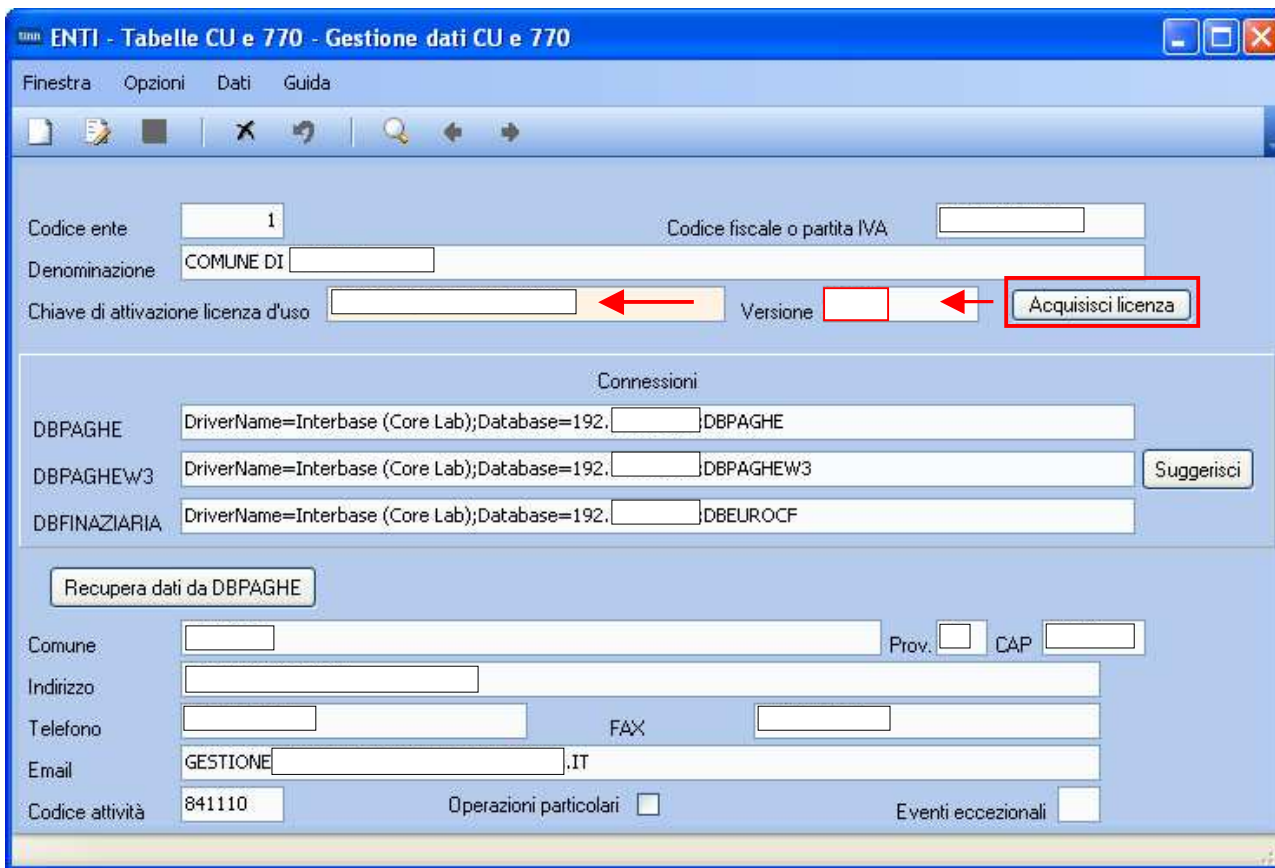 tinn ENTI - Tabelle CU e 770 - Gestione dati CU e 770
Finestra Opzioni Dati Guida
Codice ente 1 Codice fiscale o partita IVA
Denominazione COMUNE DI
Chiave di attivazione licenza d'uso Versione Acquisisci licenza
Connessioni
DBPAGHE DriverName=Interbase (Core Lab);Database=192. :DBPAGHE
DBPAGHEW3 DriverName=Interbase (Core Lab);Database=192. :DBPAGHEW3 Suggerisci
DBFINAZIARIA DriverName=Interbase (Core Lab);Database=192. :DBEUROCF
Recupera dati da DBPAGHE
Comune Prov. CAP
Indirizzo
Telefono FAX
Email GESTIONE .IT
Codice attività 841110 Operazioni particolari Eventi eccezionali